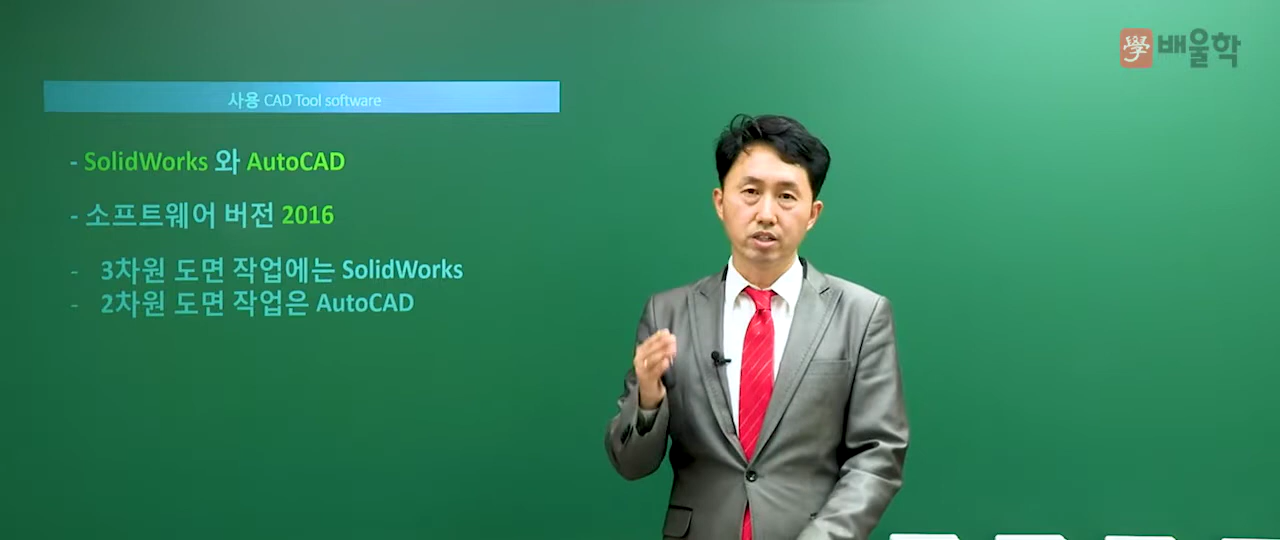 學 배울학
사용 CAD Tool software
- SolidWorks 와 AutoCAD
- 소프트웨어 버전 2016
- 3차원 도면 작업에는 SolidWorks
- 2차원 도면 작업은 AutoCAD